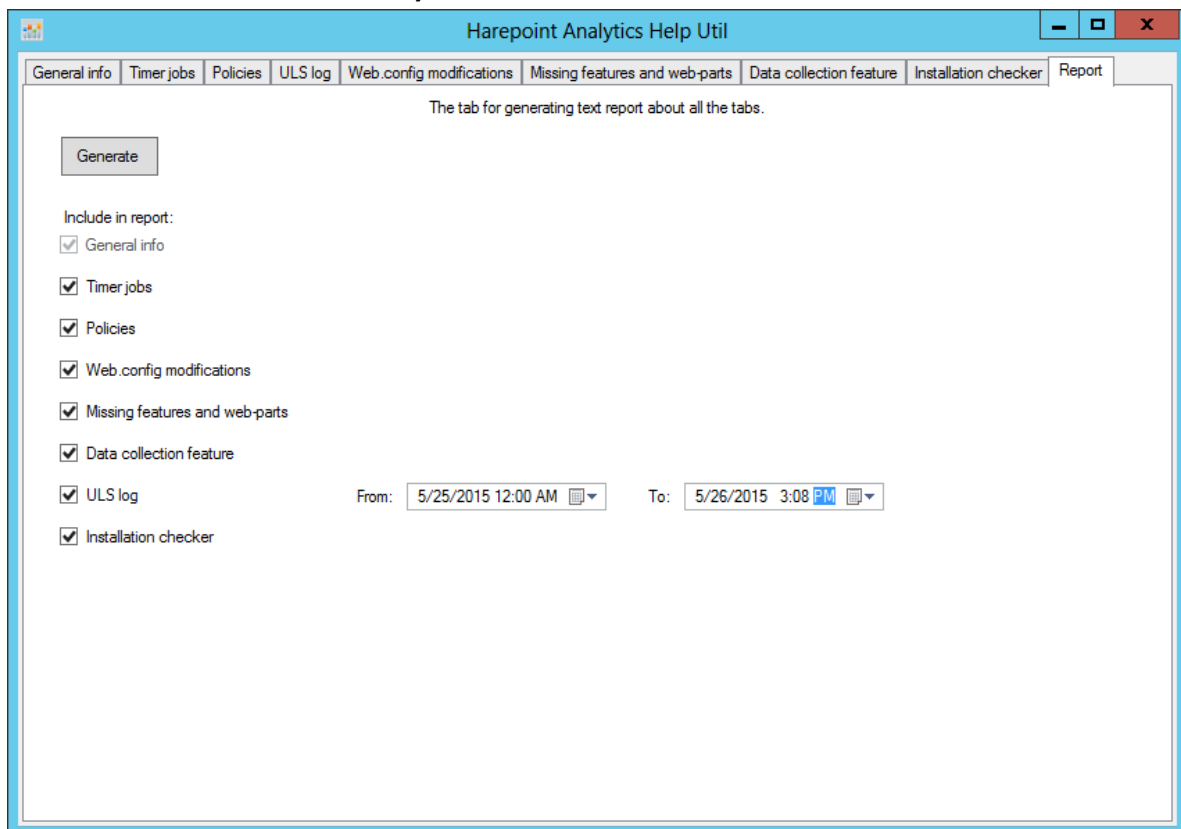 Harepoint Analytics Help Util
General info Timer jobs Policies ULS log Web.config modifications Missing features and web-parts Data collection feature Installation checker Report
The tab for generating text report about all the tabs.
Generate
Include in report:
General info
Timer jobs
Policies
Web.config modifications
Missing features and web-parts
Data collection feature
ULS log From: 5/25/2015 12:00 AM To: 5/26/2015 3:08 PM
Installation checker